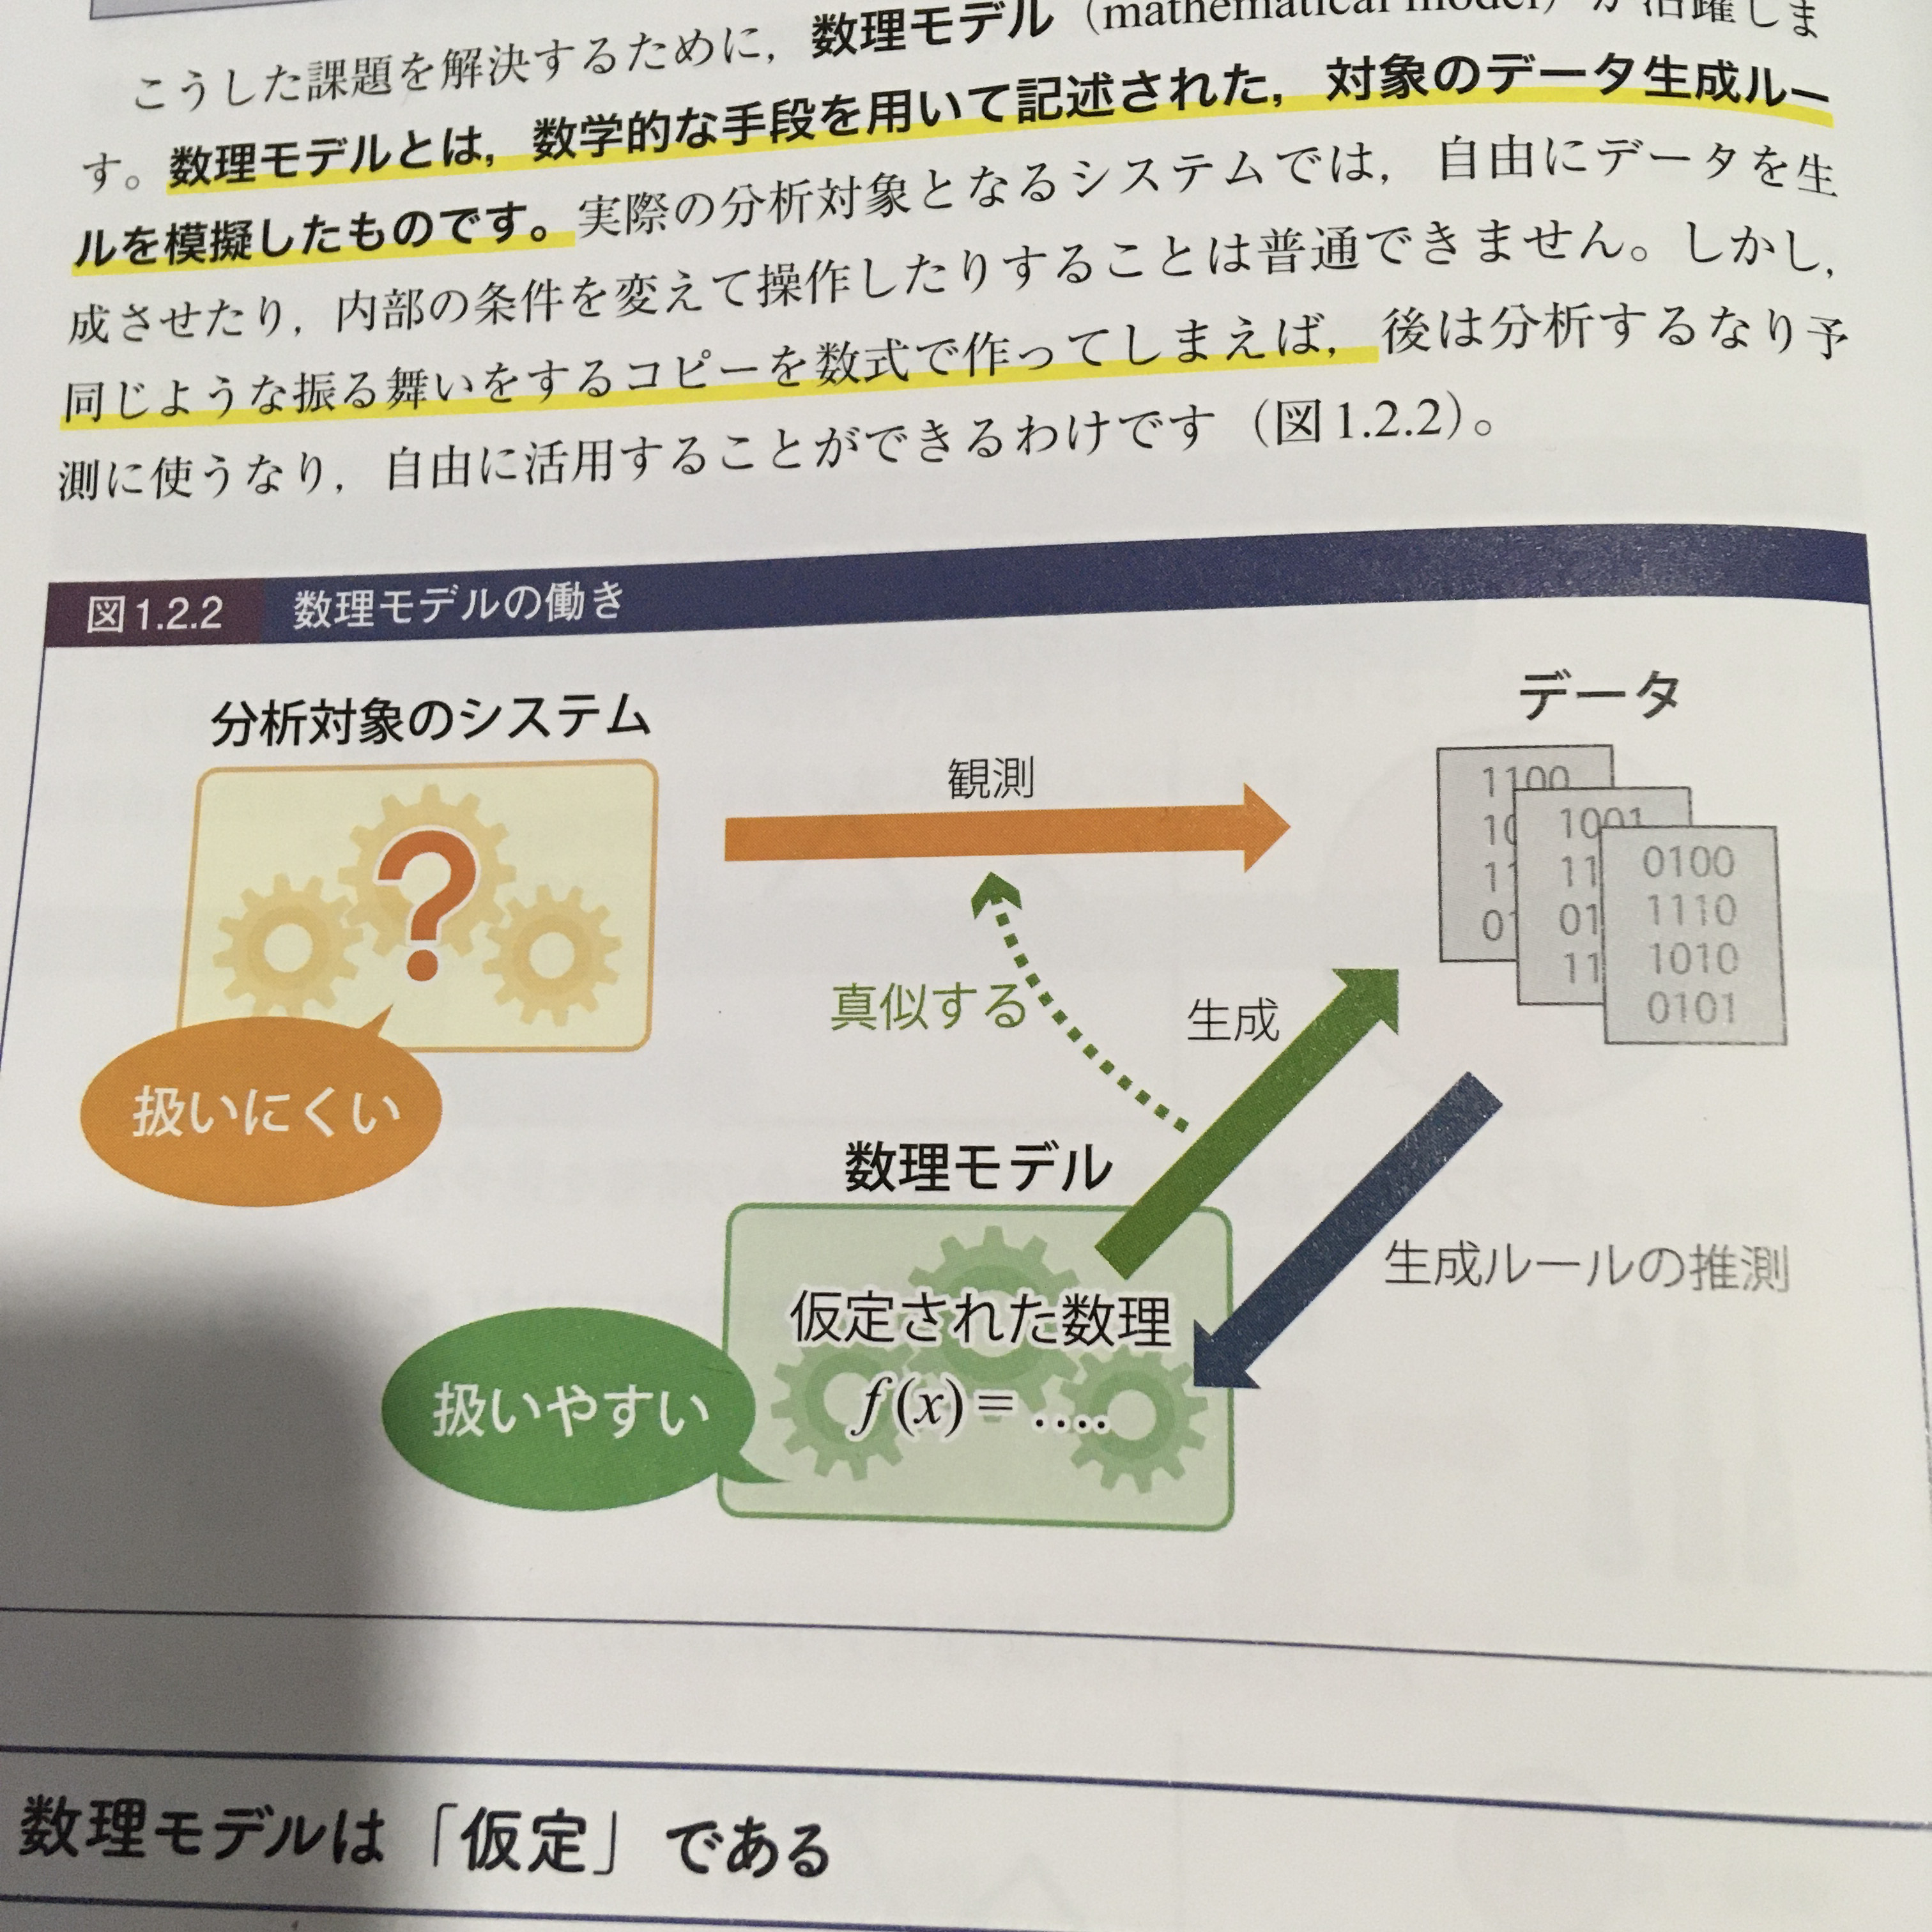 こうした課題を解決するために，数理モデル（mathematical model）が活躍しま
す。数理モデルとは，数学的な手段を用いて記述された，対象のデータ生成ルー
ルを模擬したものです。実際の分析対象となるシステムでは，自由にデータを生
成させたり，内部の条件を変えて操作したりすることは普通できません。しかし，
同じような振る舞いをするコピーを数式で作ってしまえば，後は分析するなり予
測に使うなり，自由に活用することができるわけです（図1.2.2）。
図1.2.2 数理モデルの働き
分析対象のシステム
データ
観測
?
1100
10
11
01
1001
11
01
11
0100
1110
1010
0101
真似する
生成
扱いにくい
数理モデル
生成ルールの推測
仮定された数理
f(x)=….
扱いやすい
数理モデルは「仮定」である